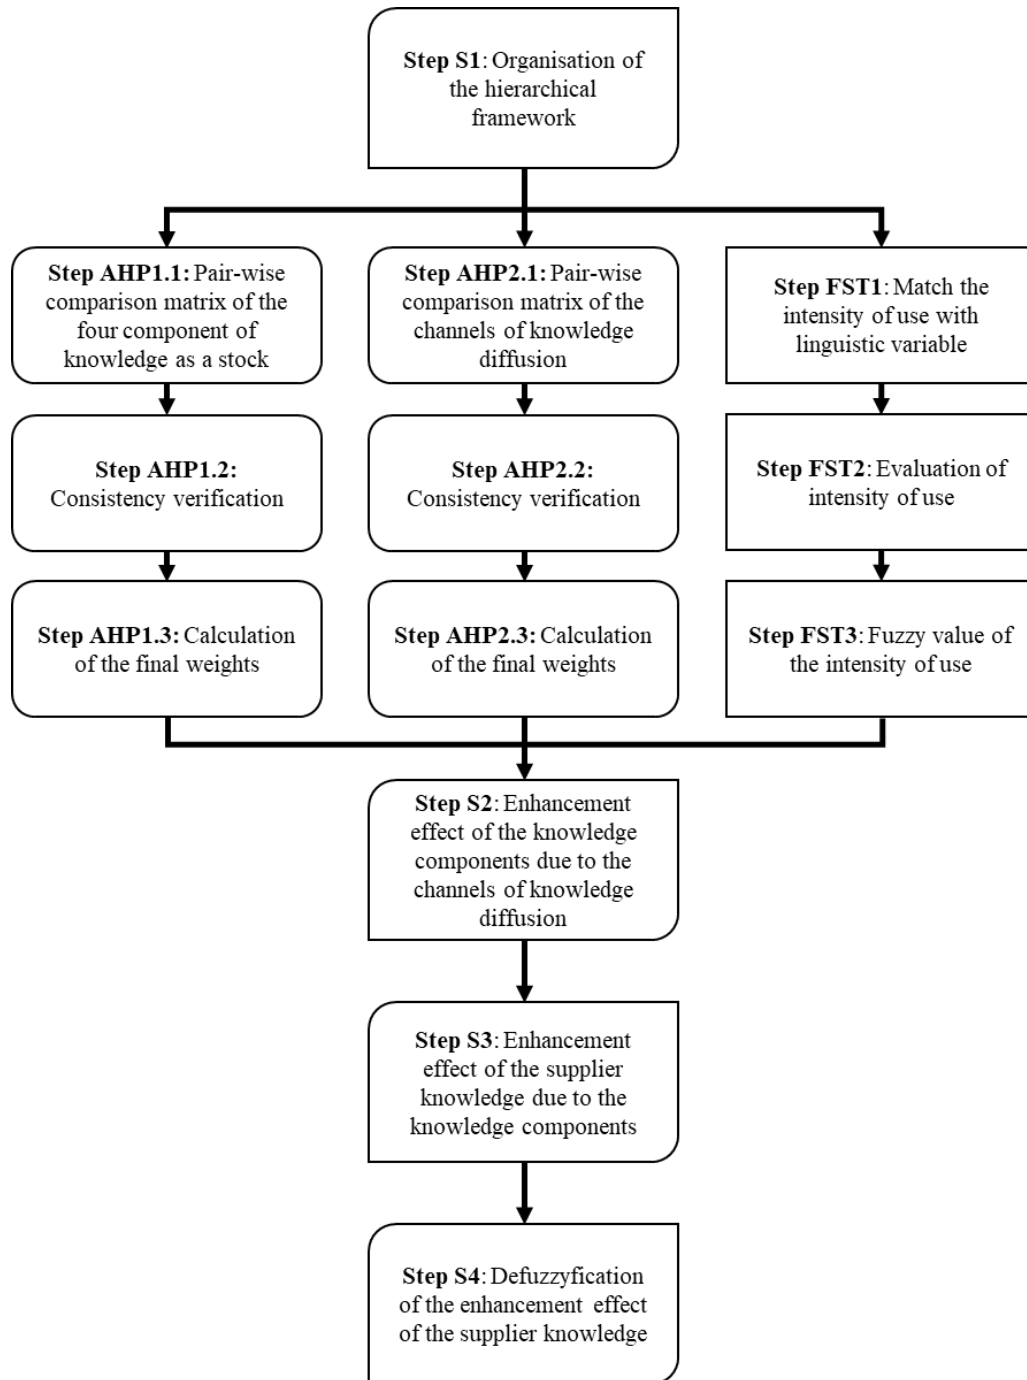 Step S1: Organisation of
the hierarchical
framework
Step AHP1.1: Pair-wise
comparison matrix of the
four component of
knowledge as a stock
Step AHP2.1: Pair-wise
comparison matrix of the
channels of knowledge
diffusion
Step FST1: Match the
intensity of use with
linguistic variable
Step AHP1.2:
Consistency verification
Step AHP2.2:
Consistency verification
Step FST2: Evaluation of
intensity of use
Step AHP1.3: Calculation
of the final weights
Step AHP2.3: Calculation
of the final weights
Step FST3: Fuzzy value of
the intensity of use
Step S2: Enhancement
effect of the knowledge
components due to the
channels of knowledge
diffusion
Step S3: Enhancement
effect of the supplier
knowledge due to the
knowledge components
Step S4: Defuzzyfication
of the enhancement effect
of the supplier knowledge